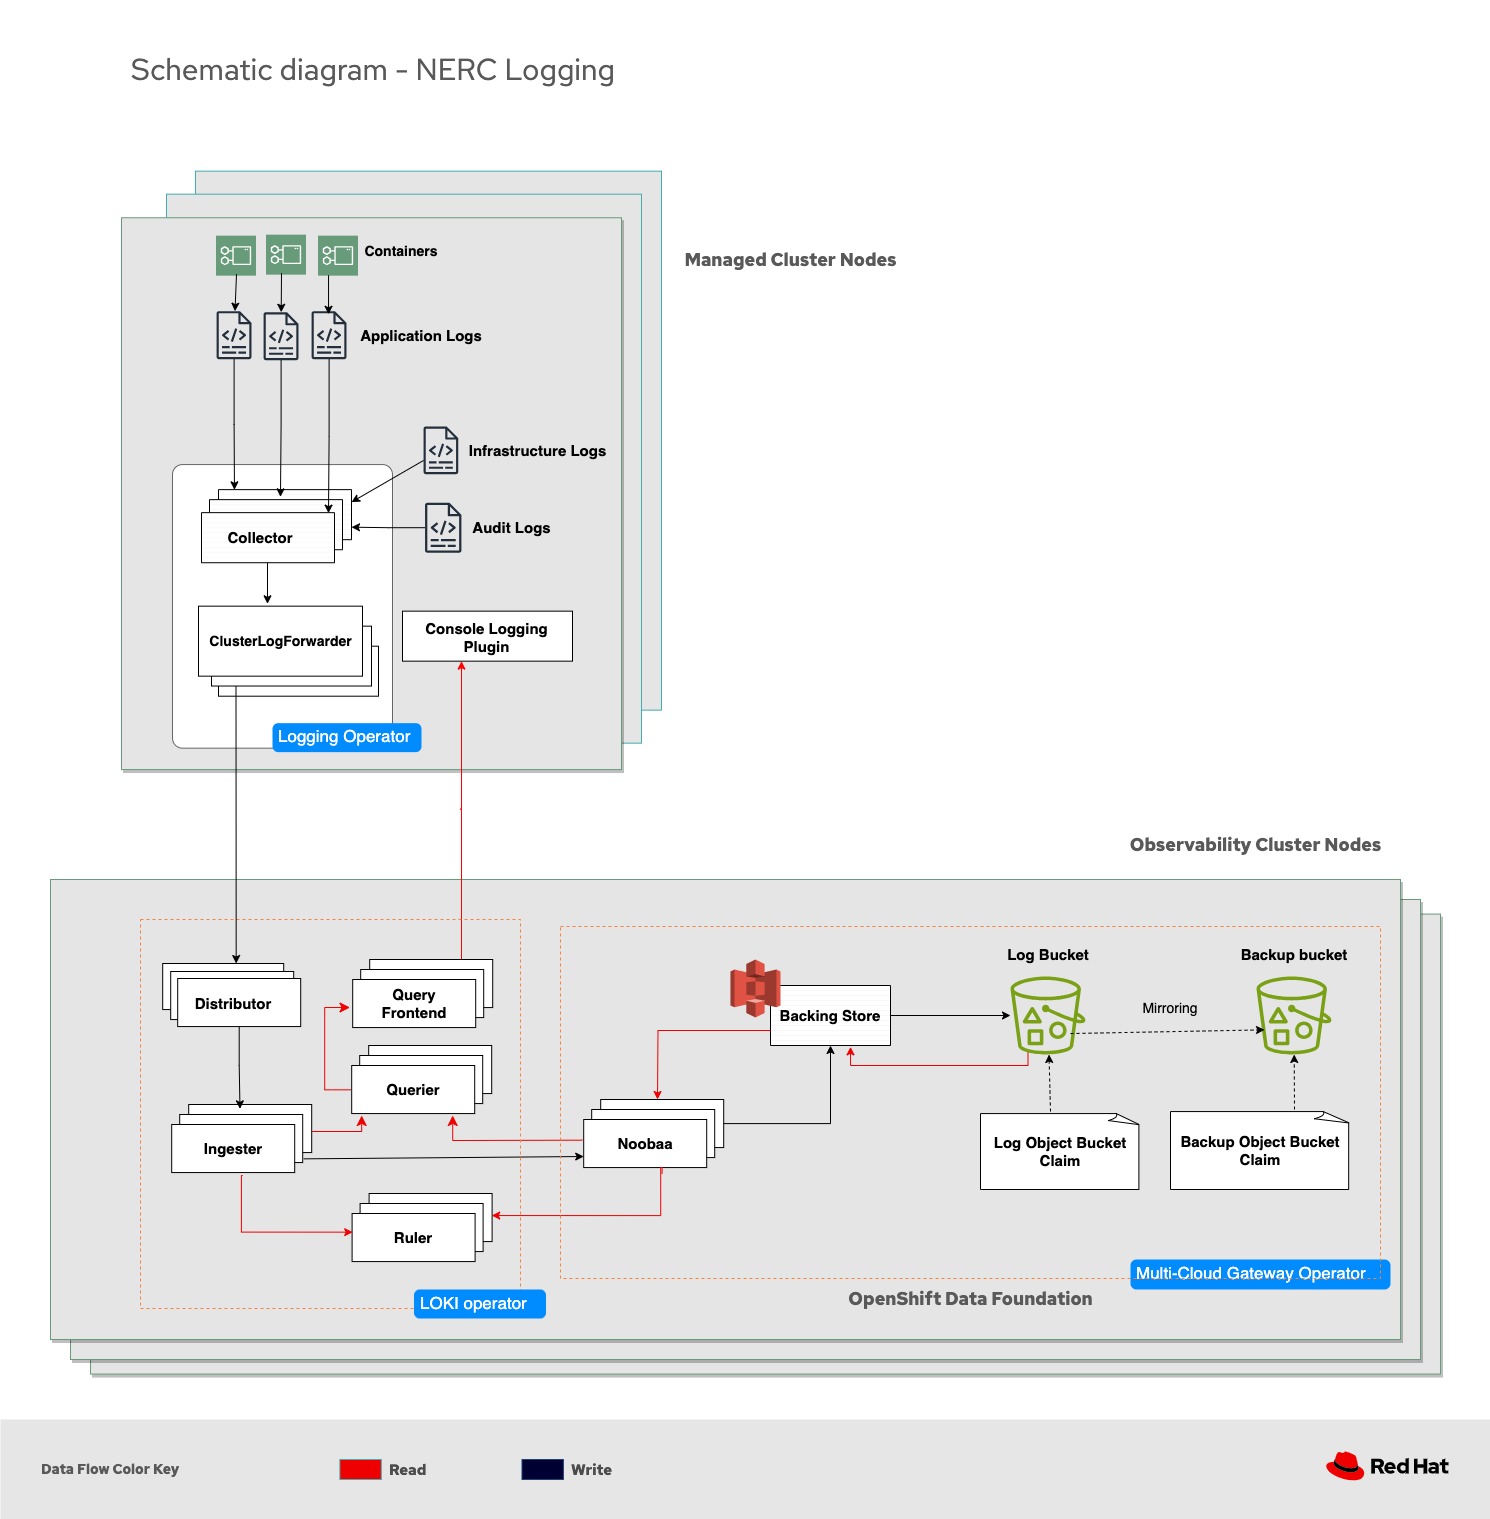 Schematic diagram - NERC Logging
Containers
Managed Cluster Nodes
Application Logs
Infrastructure Logs
Audit Logs
Collector
ClusterLogForwarder
Console Logging
Plugin
Logging Operator
Observability Cluster Nodes
Distributor
Query
Frontend
Querier
Ingester
Ruler
LOKI operator
Log Bucket
Backup bucket
Backing Store
Mirroring
Noobaa
Log Object Bucket
Claim
Backup Object Bucket
Claim
Multi-Cloud Gateway Operator
OpenShift Data Foundation
Data Flow Color Key
Read
Write
Red Hat